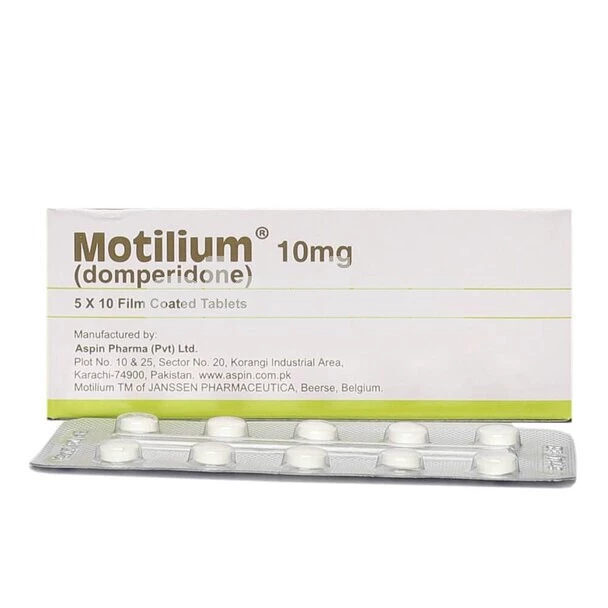 Motilium® 10mg
(domperidone)
5 X 10 Film Coated Tablets
Manufactured by:
Aspin Pharma (Pvt) Ltd.
Plot No. 10 & 25, Sector No. 20, Korangi Industrial Area,
Karachi-74900, Pakistan. www.aspin.com.pk
Motilium TM of JANSSEN PHARMACEUTICA, Beerse, Belgium.